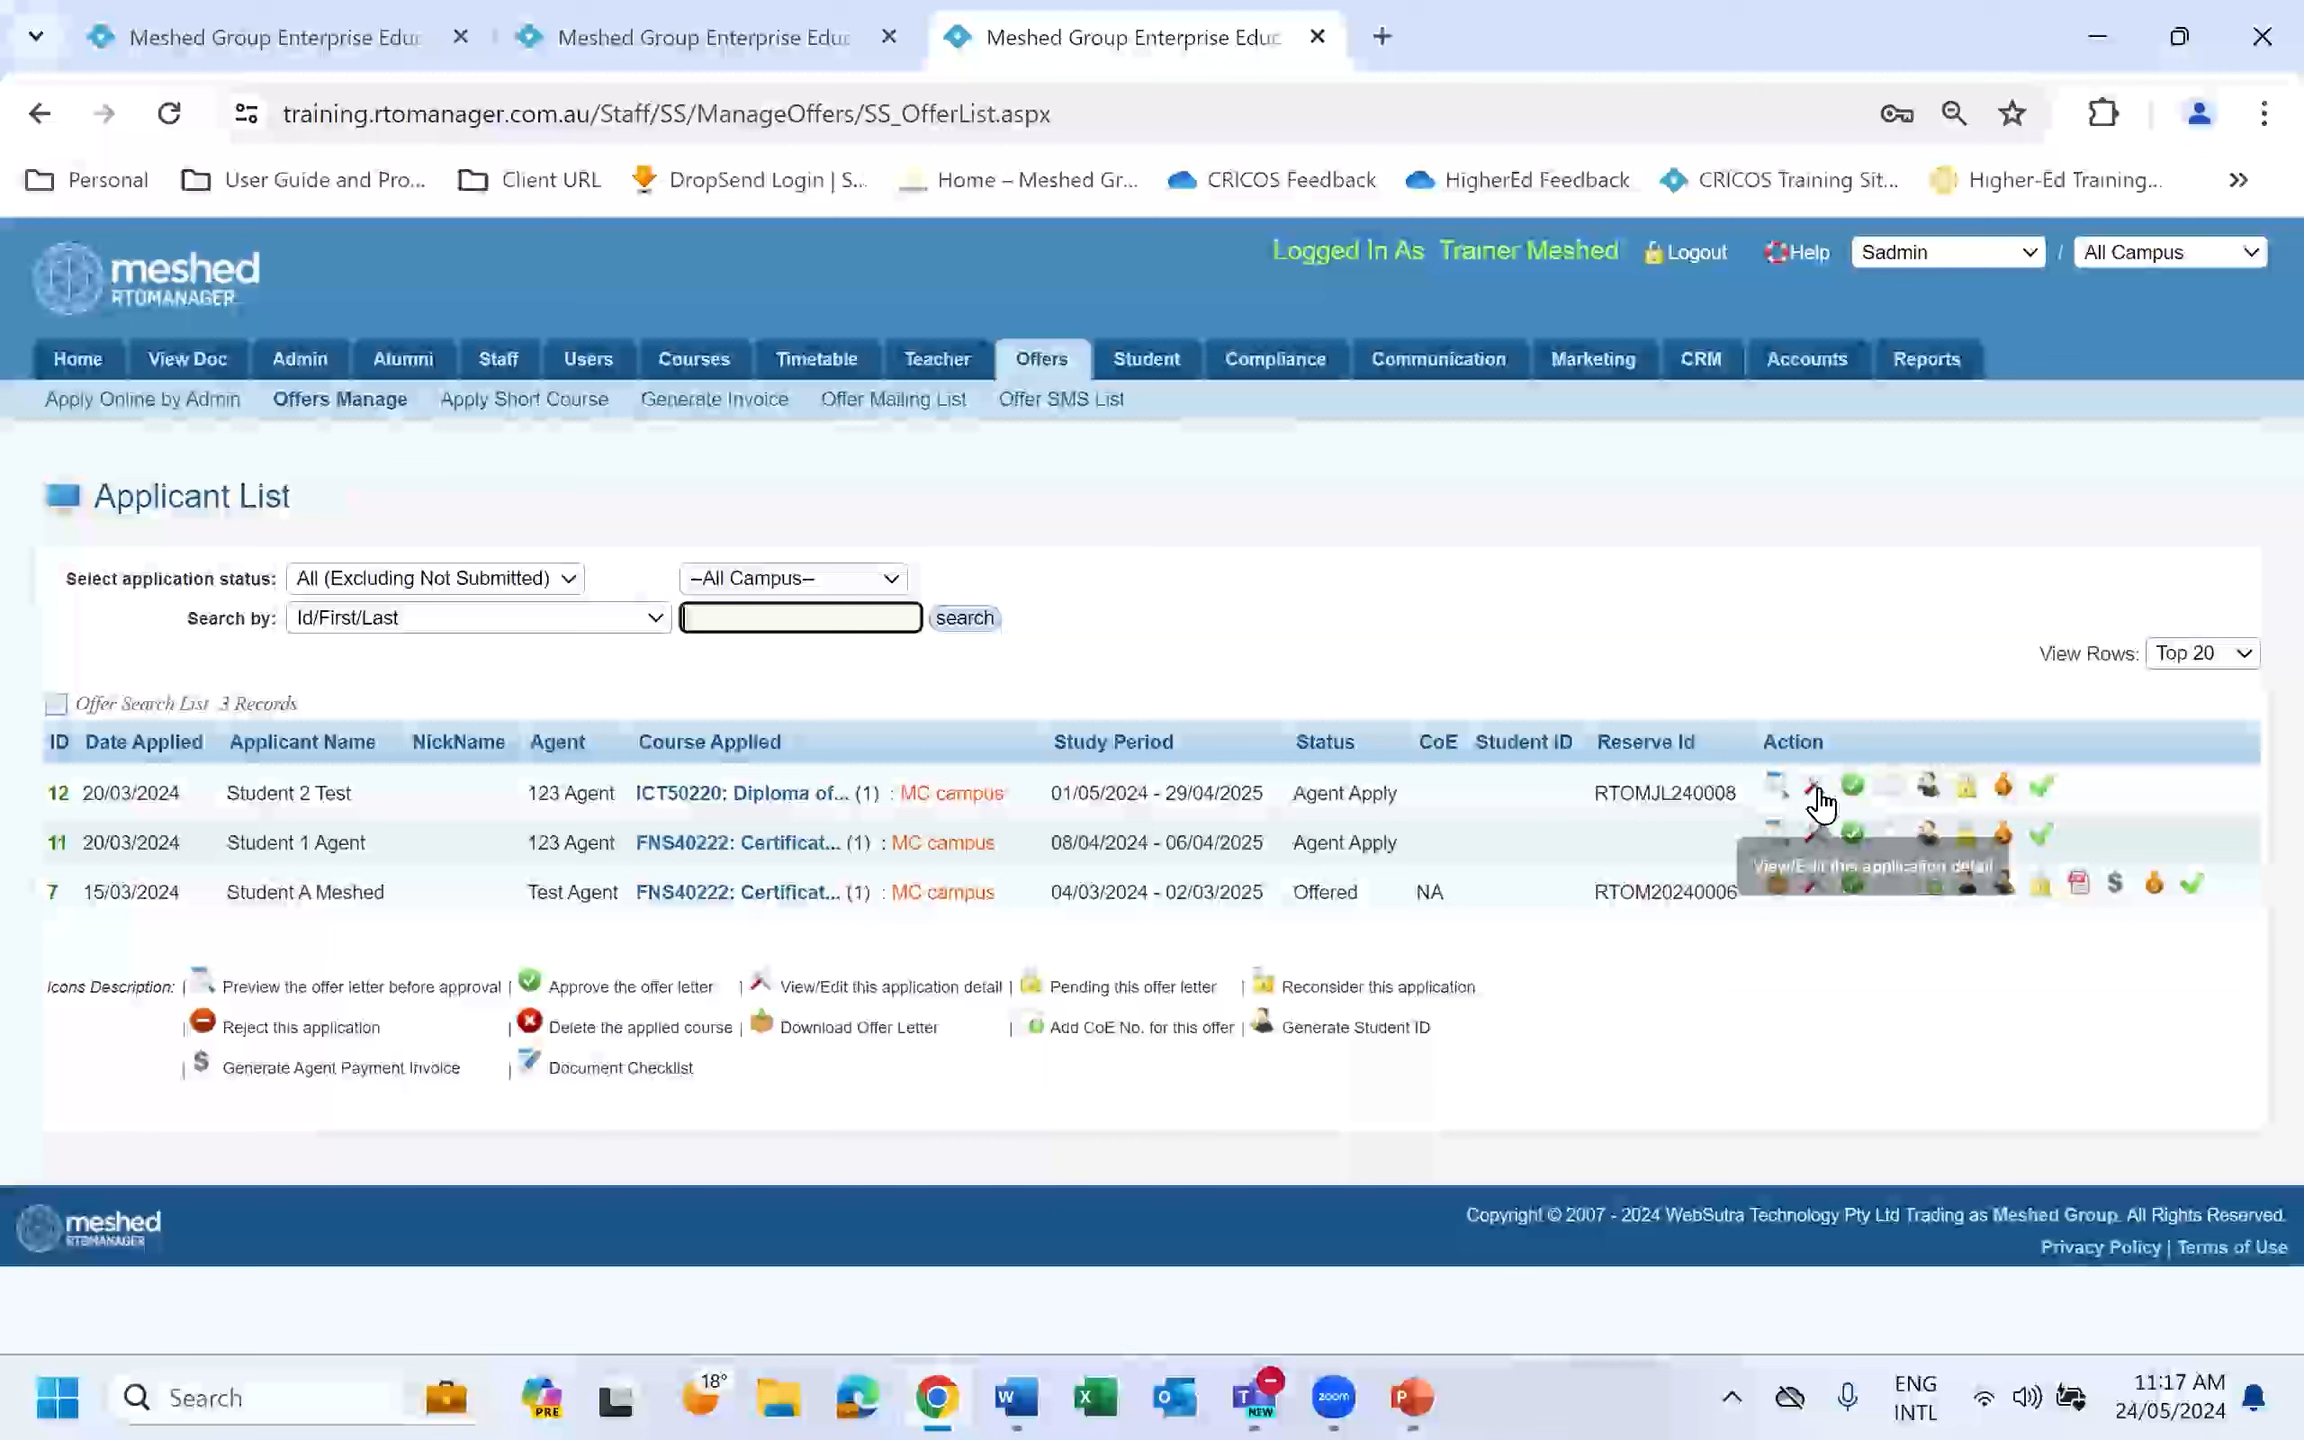 Meshed Group Enterprise Educ
Meshed Group Enterprise Educ
Meshed Group Enterprise Educ
training.rtomanager.com.au/Staff/SS/ManageOffers/SS_OfferList.aspx
Personal User Guide and Pro... Client URL DropSend Login | S... Home – Meshed Gr... CRICOS Feedback HigherEd Feedback CRICOS Training Sit... Higher-Ed Training...
meshed
RTOMANAGER
Logged In As Trainer Meshed Logout Help Sadmin / All Campus
Home View Doc Admin Alumni Staff Users Courses Timetable Teacher Offers Student Compliance Communication Marketing CRM Accounts Reports
Apply Online by Admin Offers Manage Apply Short Course Generate Invoice Offer Mailing List Offer SMS List
Applicant List
Select application status: All (Excluding Not Submitted) –All Campus–
Search by: Id/First/Last search
View Rows: Top 20
Offer Search List 3 Records
ID Date Applied Applicant Name NickName Agent Course Applied Study Period Status CoE Student ID Reserve Id Action
12 20/03/2024 Student 2 Test 123 Agent ICT50220: Diploma of... (1) : MC campus 01/05/2024 - 29/04/2025 Agent Apply RTOMJL240008
11 20/03/2024 Student 1 Agent 123 Agent FNS40222: Certificat... (1) : MC campus 08/04/2024 - 06/04/2025 Agent Apply
View/Edit this application detail
7 15/03/2024 Student A Meshed Test Agent FNS40222: Certificat... (1) : MC campus 04/03/2024 - 02/03/2025 Offered NA RTOM20240006
Icons Description: | Preview the offer letter before approval | Approve the offer letter | View/Edit this application detail | Pending this offer letter | Reconsider this application
| Reject this application | Delete the applied course | Download Offer Letter | Add CoE No. for this offer | Generate Student ID
| Generate Agent Payment Invoice | Document Checklist
meshed
RTOMANAGER
Copyright © 2007 - 2024 WebSutra Technology Pty Ltd Trading as Meshed Group. All Rights Reserved.
Privacy Policy | Terms of Use
Search PRE 18° W X T NEW zoom P ENG 11:17 AM
INTL 24/05/2024